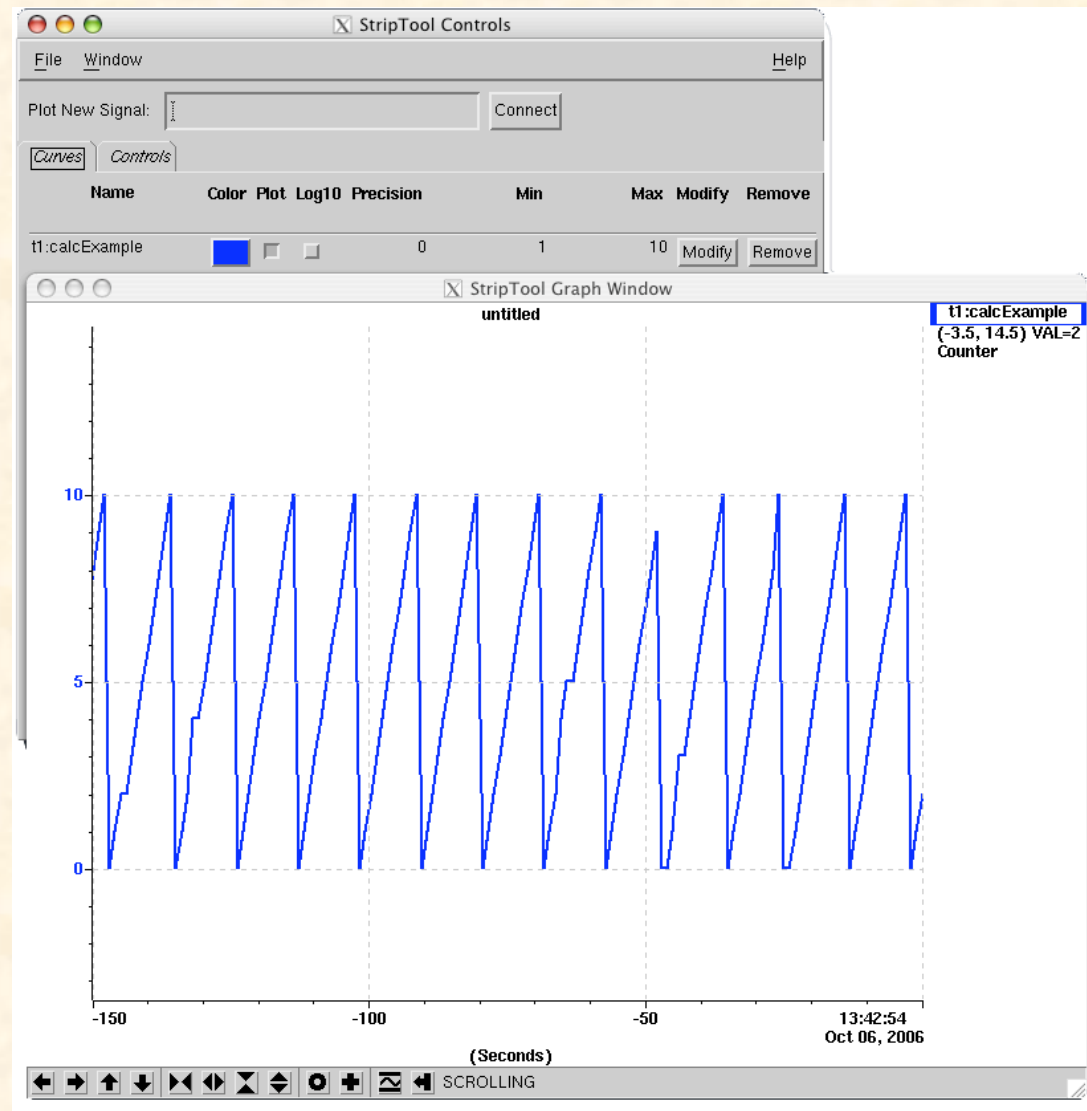 StripTool Controls
File Window Help
Plot New Signal: Connect
Curves Controls
Name Color Plot Log10 Precision Min Max Modify Remove
t1:calcExample 0 1 10 Modify Remove
StripTool Graph Window
untitled
t1:calcExample
(-3.5, 14.5) VAL=2
Counter
10
5
0
-150 -100 -50 13:42:54
Oct 06, 2006
(Seconds)
SCROLLING